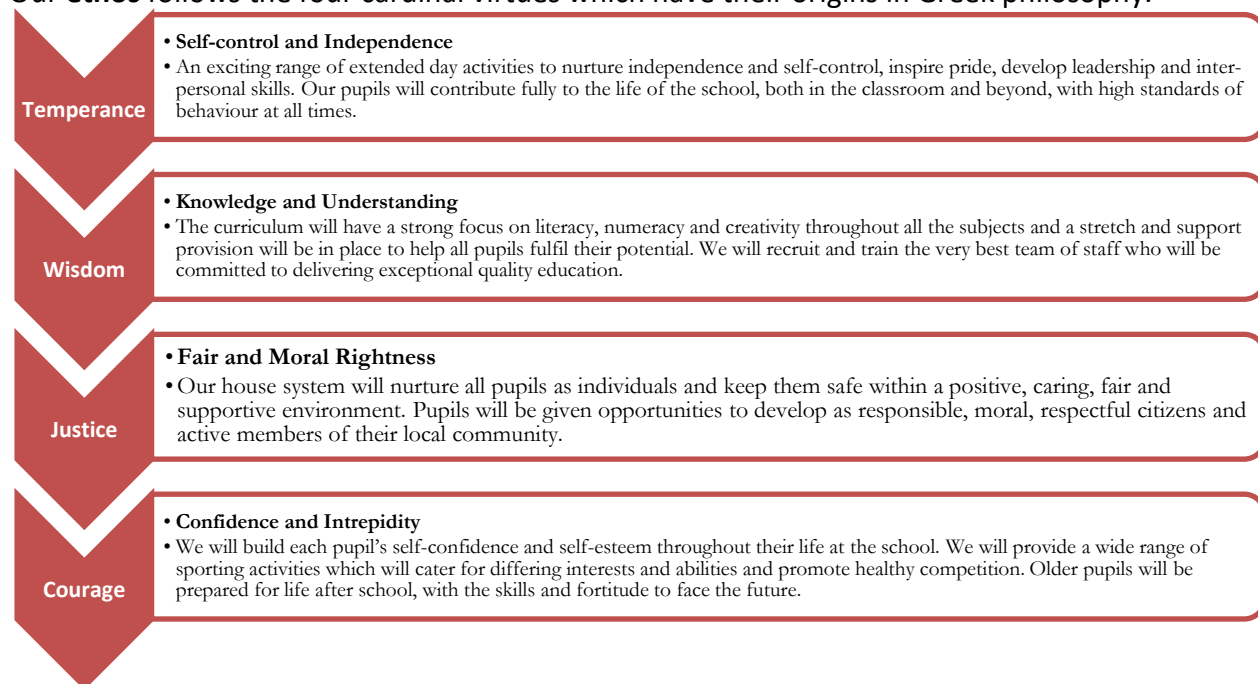 Our ethos follows the four cardinal virtues which have their origins in Greek philosophy.
Temperance
• Self-control and Independence
• An exciting range of extended day activities to nurture independence and self-control, inspire pride, develop leadership and inter-
personal skills. Our pupils will contribute fully to the life of the school, both in the classroom and beyond, with high standards of
behaviour at all times.
Wisdom
• Knowledge and Understanding
• The curriculum will have a strong focus on literacy, numeracy and creativity throughout all the subjects and a stretch and support
provision will be in place to help all pupils fulfil their potential. We will recruit and train the very best team of staff who will be
committed to delivering exceptional quality education.
Justice
• Fair and Moral Rightness
• Our house system will nurture all pupils as individuals and keep them safe within a positive, caring, fair and
supportive environment. Pupils will be given opportunities to develop as responsible, moral, respectful citizens and
active members of their local community.
Courage
• Confidence and Intrepidity
• We will build each pupil's self-confidence and self-esteem throughout their life at the school. We will provide a wide range of
sporting activities which will cater for differing interests and abilities and promote healthy competition. Older pupils will be
prepared for life after school, with the skills and fortitude to face the future.